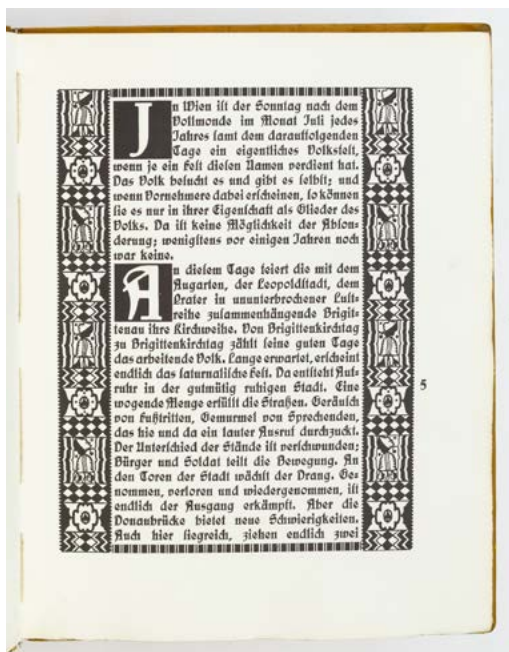 In Wien ist der Sonntag nach dem
Vollmonde im Monat Juli jedes
Jahres samt dem darauffolgenden
Tage ein eigentliches Volksfest,
wenn je ein Fest diesen Namen verdient hat.
Das Volk besucht es und gibt es selbst; und
wenn Vornehmere dabei erscheinen, so können
sie es nur in ihrer Eigenschaft als Glieder des
Volks. Da ist keine Möglichkeit der Abson-
derung; wenigstens vor einigen Jahren noch
war keine.
An diesem Tage feiert die mit dem
Augarten, der Leopoldstadt, dem
Prater in ununterbrochener Lust-
reihe zusammenhängende Brigit-
tenau ihre Kirchweihe. Von Brigittenkirchtag
zu Brigittenkirchtag zählt seine guten Tage
das arbeitende Volk. Lange erwartet, erscheint
endlich das saturnalische Fest. Da entsteht Auf-
ruhr in der gutmütig ruhigen Stadt. Eine
wogende Menge erfüllt die Straßen. Geräusch
von Fußtritten, Gemurmel von Sprechenden,
das hie und da ein lauter Ausruf durchzuckt.
Der Unterschied der Stände ist verschwunden;
Bürger und Soldat teilt die Bewegung. An
den Toren der Stadt wächst der Drang. Ge-
nommen, verloren und wiedergenommen, ist
endlich der Ausgang erkämpft. Aber die
Donaubrücke bietet neue Schwierigkeiten.
Auch hier siegreich, ziehen endlich zwei
5